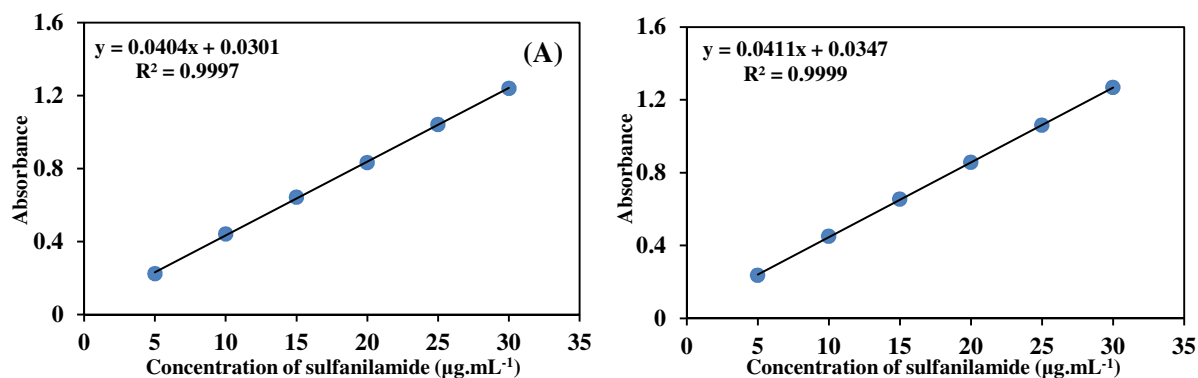 y = 0.0404x + 0.0301
R² = 0.9997
(A)
Absorbance
1.6
1.2
0.8
0.4
0
0 5 10 15 20 25 30 35
Concentration of sulfanilamide (µg.mL⁻¹)
y = 0.0411x + 0.0347
R² = 0.9999
Absorbance
1.6
1.2
0.8
0.4
0
0 5 10 15 20 25 30 35
Concentration of sulfanilamide (µg.mL⁻¹)